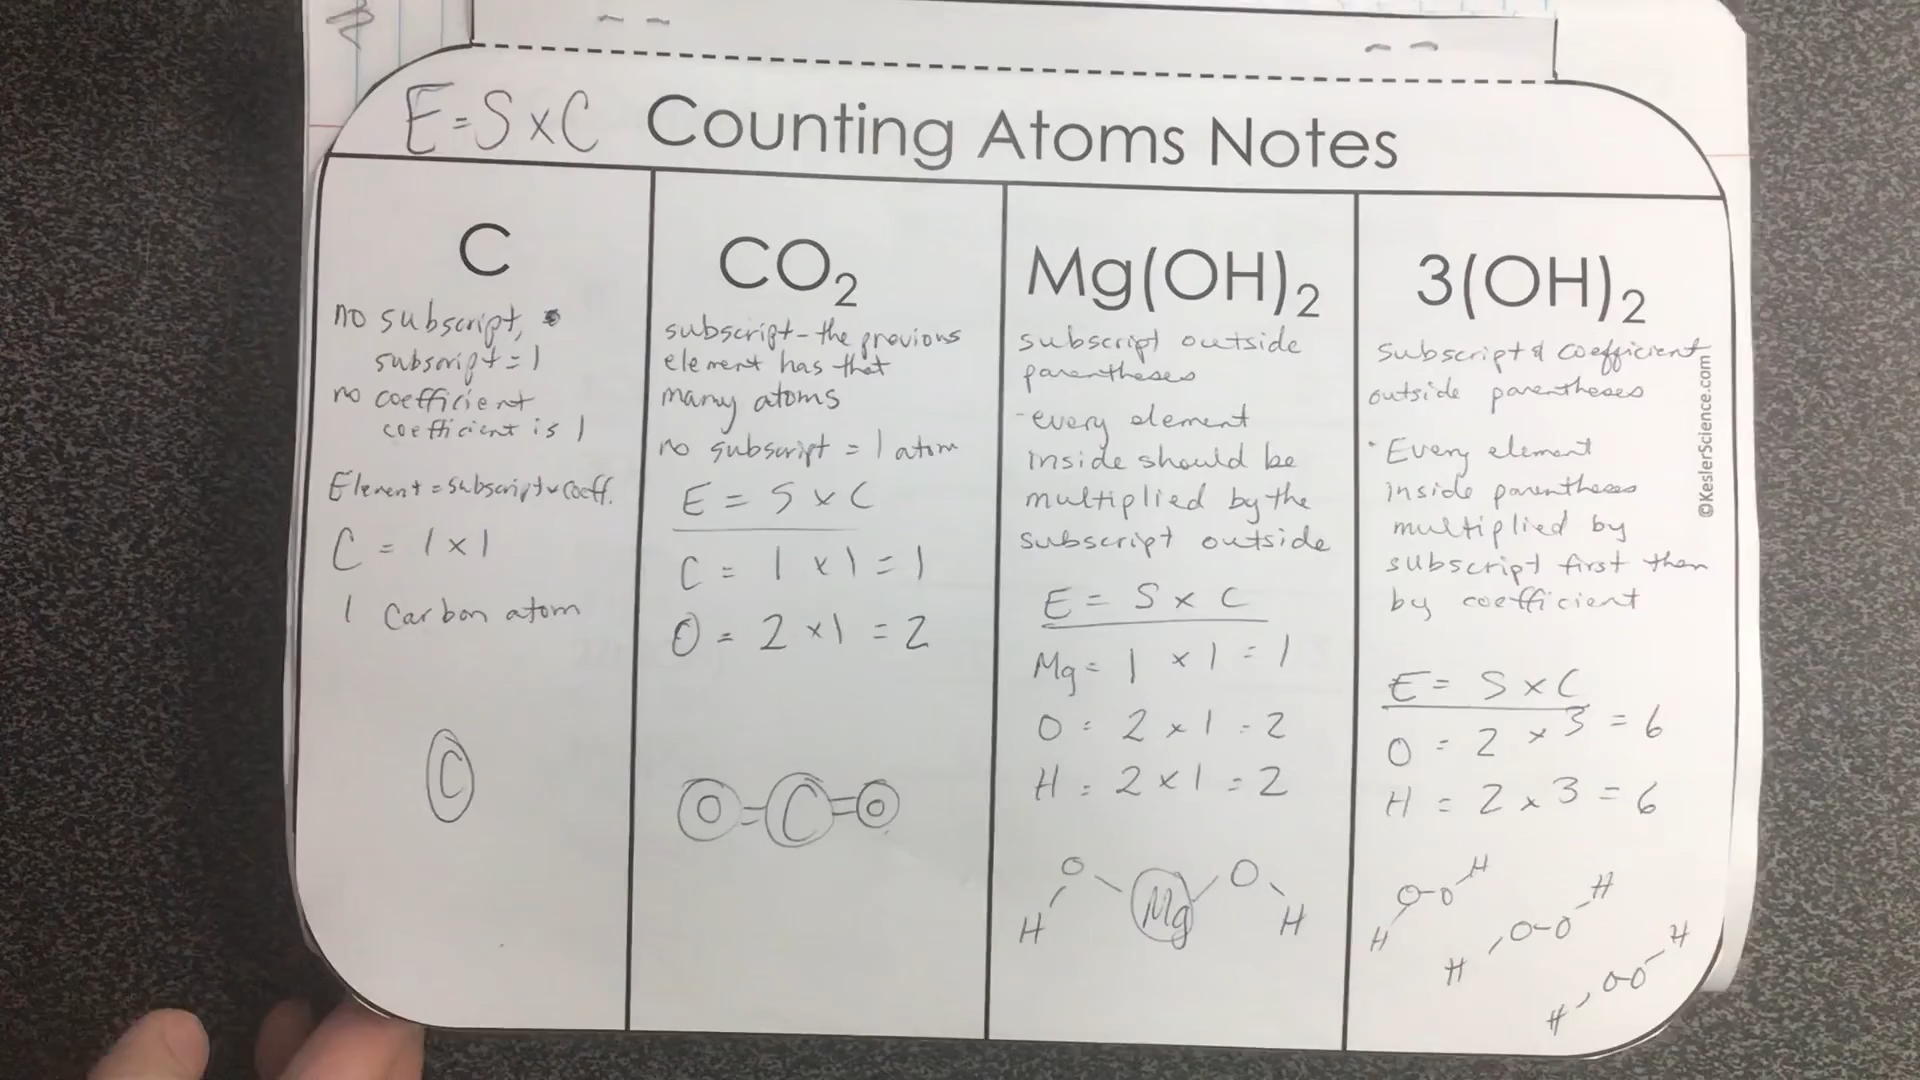 E=SxC Counting Atoms Notes
C
no subscript,
subscript=1
no coefficient
coefficient is 1
Element = subscript x coeff.
C = 1 x 1
1 Carbon atom
C
CO₂
subscript - the previous
element has that
many atoms
no subscript = 1 atom
E = S x C
C = 1 x 1 = 1
O = 2 x 1 = 2
O=C=O
Mg(OH)₂
subscript outside
parentheses
- every element
inside should be
multiplied by the
subscript outside
E = S x C
Mg = 1 x 1 = 1
O = 2 x 1 = 2
H = 2 x 1 = 2
O O
H Mg H
3(OH)₂
subscript & coefficient
outside parentheses
• Every element
inside parentheses
multiplied by
subscript first then
by coefficient
E = S x C
O = 2 x 3 = 6
H = 2 x 3 = 6
H
O-O H
H O-O H
H O-O
H
©KeslerScience.com